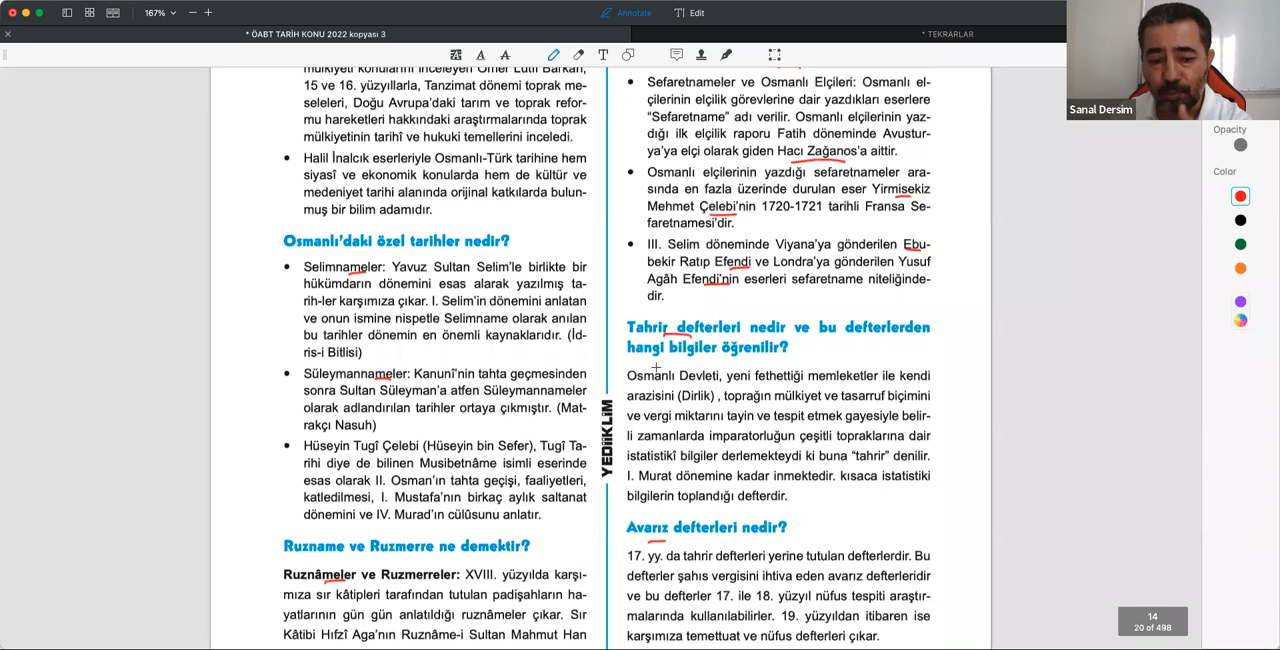 167%
Annotate
Edit
* ÖABT TARİH KONU 2022 kopyası 3
* TEKRARLAR
mülkiyeti konularını inceleyen Ömer Lütfi Barkan,
15 ve 16. yüzyıllarla, Tanzimat dönemi toprak me-
seleleri, Doğu Avrupa'daki tarım ve toprak refor-
mu hareketleri hakkındaki araştırmalarında toprak
mülkiyetinin tarihî ve hukuki temellerini inceledi.
• Halil İnalcık eserleriyle Osmanlı-Türk tarihine hem
siyasî ve ekonomik konularda hem de kültür ve
medeniyet tarihi alanında orijinal katkılarda bulun-
muş bir bilim adamıdır.
Osmanlı'daki özel tarihler nedir?
• Selimnameler: Yavuz Sultan Selim'le birlikte bir
hükümdarın dönemini esas alarak yazılmış ta-
rih-ler karşımıza çıkar. I. Selim'in dönemini anlatan
ve onun ismine nispetle Selimname olarak anılan
bu tarihler dönemin en önemli kaynaklarıdır. (İd-
ris-i Bitlisi)
• Süleymannameler: Kanunî'nin tahta geçmesinden
sonra Sultan Süleyman'a atfen Süleymannameler
olarak adlandırılan tarihler ortaya çıkmıştır. (Mat-
rakçı Nasuh)
• Hüseyin Tugî Çelebi (Hüseyin bin Sefer), Tugî Ta-
rihi diye de bilinen Musibetnâme isimli eserinde
esas olarak II. Osman'ın tahta geçişi, faaliyetleri,
katledilmesi, I. Mustafa'nın birkaç aylık saltanat
dönemini ve IV. Murad'ın cülûsunu anlatır.
Ruzname ve Ruzmerre ne demektir?
Ruznâmeler ve Ruzmerreler: XVIII. yüzyılda karşı-
mıza sır kâtipleri tarafından tutulan padişahların ha-
yatlarının gün gün anlatıldığı ruznâmeler çıkar. Sır
Kâtibi Hıfzî Aga'nın Ruznâme-i Sultan Mahmut Han
YEDİİKLİM
• Sefaretnameler ve Osmanlı Elçileri: Osmanlı el-
çilerinin elçilik görevlerine dair yazdıkları eserlere
"Sefaretname" adı verilir. Osmanlı elçilerinin yaz-
dığı ilk elçilik raporu Fatih döneminde Avustur-
ya'ya elçi olarak giden Hacı Zağanos'a aittir.
• Osmanlı elçilerinin yazdığı sefaretnameler ara-
sında en fazla üzerinde durulan eser Yirmisekiz
Mehmet Çelebi'nin 1720-1721 tarihli Fransa Se-
faretnamesi'dir.
• III. Selim döneminde Viyana'ya gönderilen Ebu-
bekir Ratıp Efendi ve Londra'ya gönderilen Yusuf
Agâh Efendi'nin eserleri sefaretname niteliğinde-
dir.
Tahrir defterleri nedir ve bu defterlerden
hangi bilgiler öğrenilir?
Osmanlı Devleti, yeni fethettiği memleketler ile kendi
arazisini (Dirlik) , toprağın mülkiyet ve tasarruf biçimini
ve vergi miktarını tayin ve tespit etmek gayesiyle belir-
li zamanlarda imparatorluğun çeşitli topraklarına dair
istatistikî bilgiler derlemekteydi ki buna "tahrir" denilir.
I. Murat dönemine kadar inmektedir. kısaca istatistiki
bilgilerin toplandığı defterdir.
Avarız defterleri nedir?
17. yy. da tahrir defterleri yerine tutulan defterlerdir. Bu
defterler şahıs vergisini ihtiva eden avarız defterleridir
ve bu defterler 17. ile 18. yüzyıl nüfus tespiti araştır-
malarında kullanılabilirler. 19. yüzyıldan itibaren ise
karşımıza temettuat ve nüfus defterleri çıkar.
Sanal Dersim
Opacity
Color
14
20 of 498